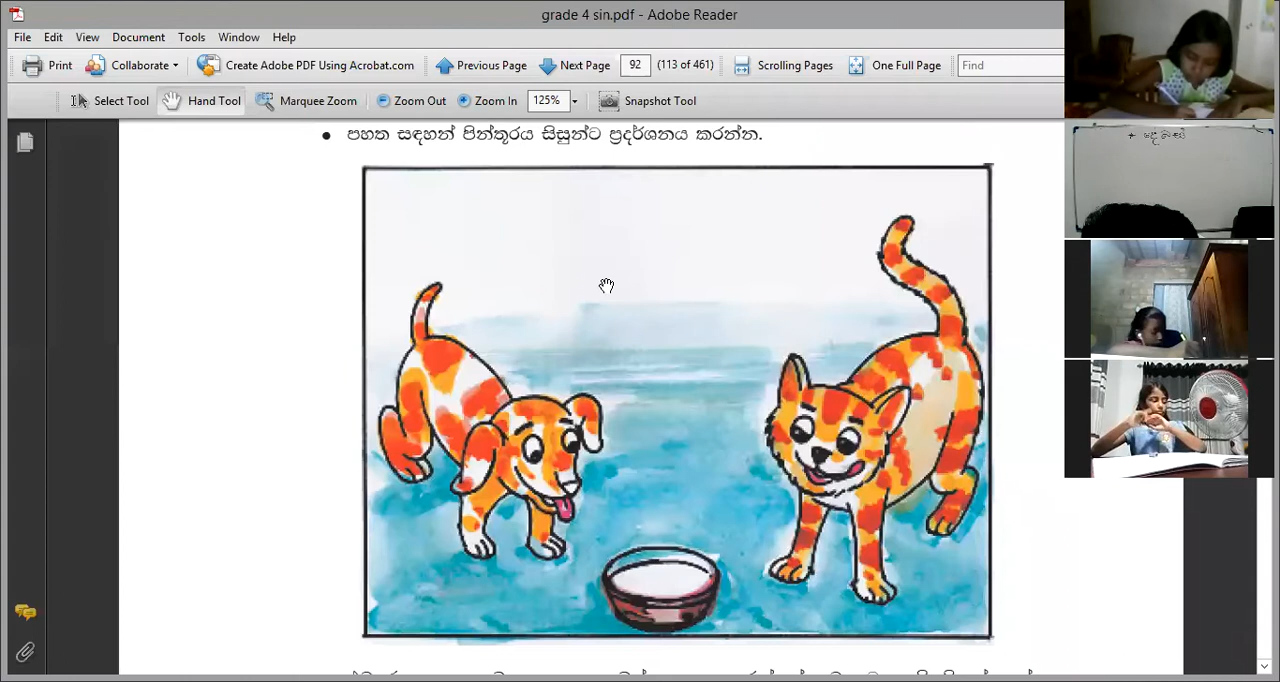 grade 4 sin.pdf - Adobe Reader
File Edit View Document Tools Window Help
Print Collaborate Create Adobe PDF Using Acrobat.com Previous Page Next Page 92 (113 of 461) Scrolling Pages One Full Page Find
Select Tool Hand Tool Marquee Zoom Zoom Out Zoom In 125% Snapshot Tool
• පහත සඳහන් පින්තූරය සිසුන්ට ප්‍රදර්ශනය කරන්න.